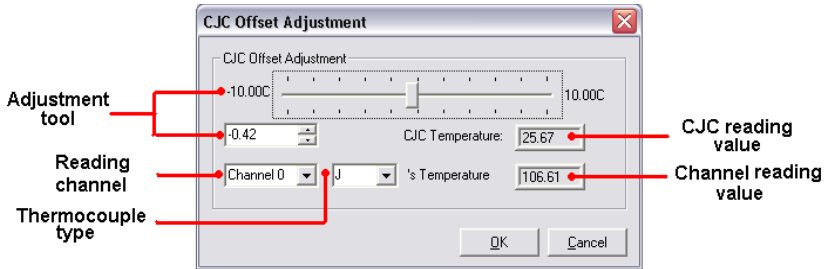 CJC Offset Adjustment
CJC Offset Adjustment
-10.00C
10.00C
Adjustment
tool
-0.42
CJC Temperature:
25.67
CJC reading
value
Reading
channel
Channel 0
J
's Temperature
106.61
Channel reading
value
Thermocouple
type
OK
Cancel